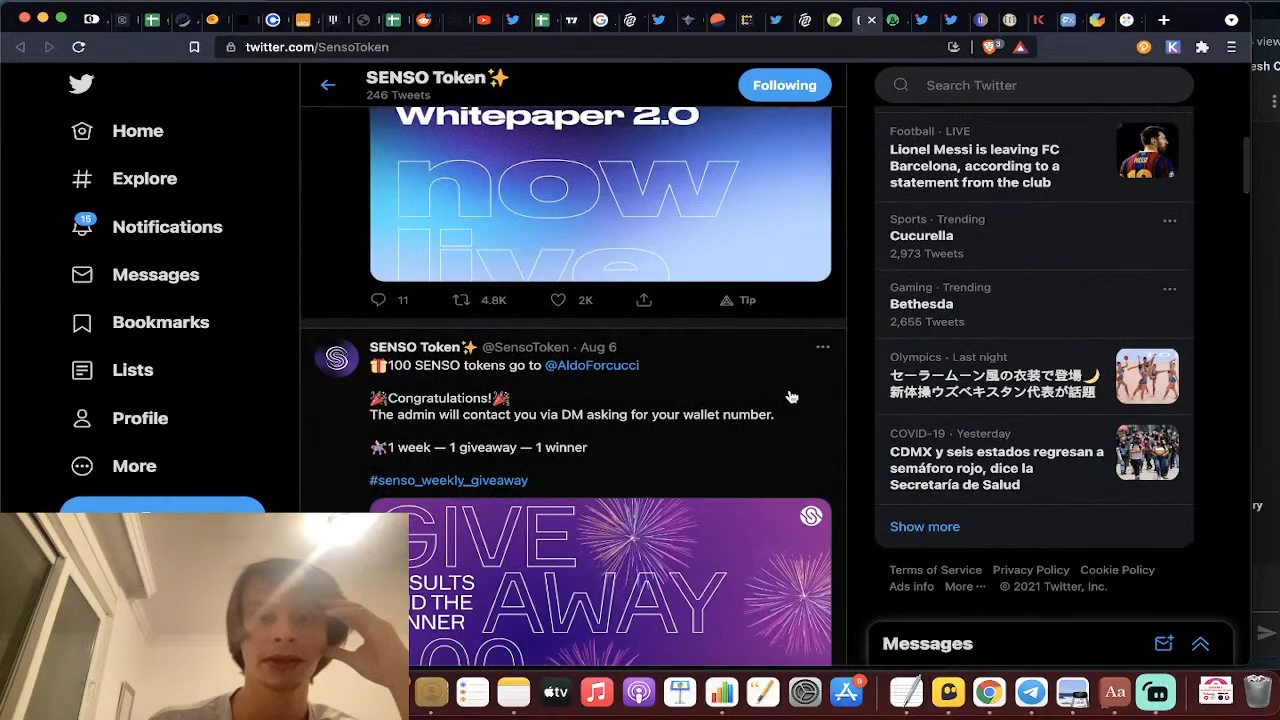 twitter.com/SensoToken
3
SENSO Token✨
246 Tweets
Following
Search Twitter
Home
Explore
15
Notifications
Messages
Bookmarks
Lists
Profile
More
Whitepaper 2.0
now
live
11
4.8K
2K
Tip
SENSO Token✨ @SensoToken · Aug 6
🎁100 SENSO tokens go to @AldoForcucci
🎉Congratulations!🎉
The admin will contact you via DM asking for your wallet number.
1 week — 1 giveaway — 1 winner
#senso_weekly_giveaway
GIVE
AWAY
Football · LIVE
Lionel Messi is leaving FC
Barcelona, according to a
statement from the club
Sports · Trending
Cucurella
2,973 Tweets
Gaming · Trending
Bethesda
2,655 Tweets
Olympics · Last night
セーラームーン風の衣装で登場🌙
新体操ウズベキスタン代表が話題
COVID-19 · Yesterday
CDMX y seis estados regresan a
semáforo rojo, dice la
Secretaría de Salud
Show more
Terms of Service Privacy Policy Cookie Policy
Ads info More ··· © 2021 Twitter, Inc.
Messages
tv
9
Aa